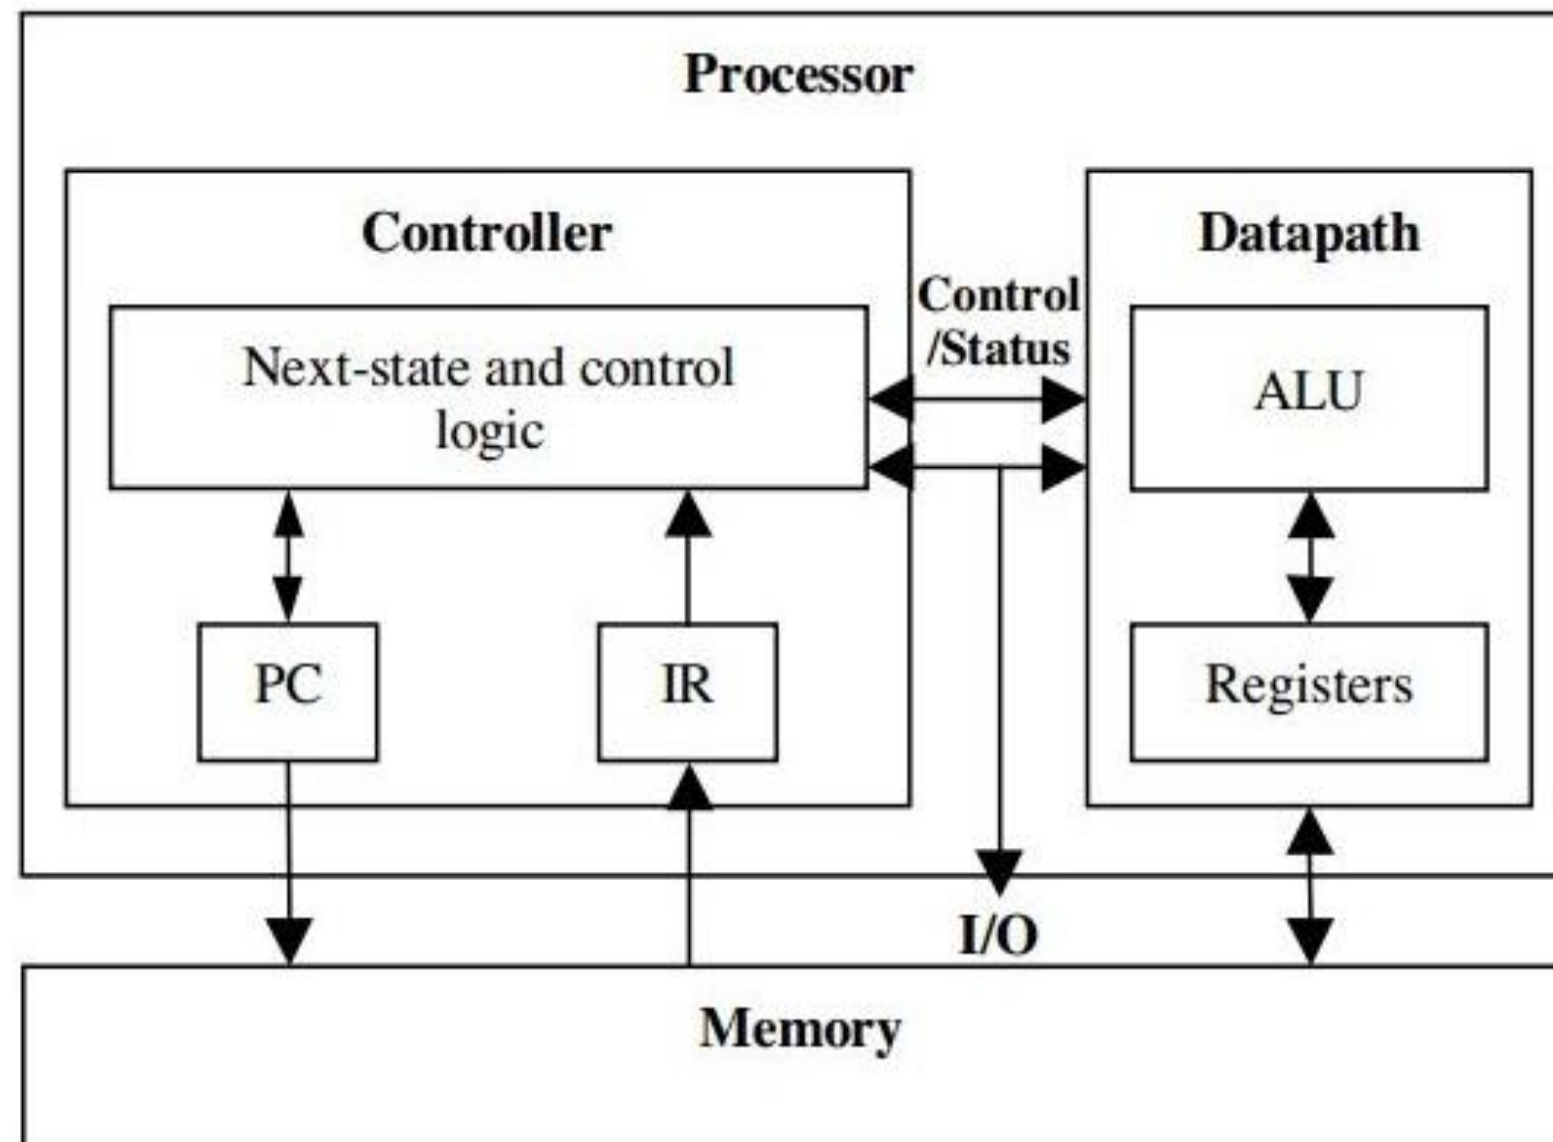 Processor
Controller
Datapath
Control
/Status
Next-state and control
logic
ALU
PC
IR
Registers
I/O
Memory